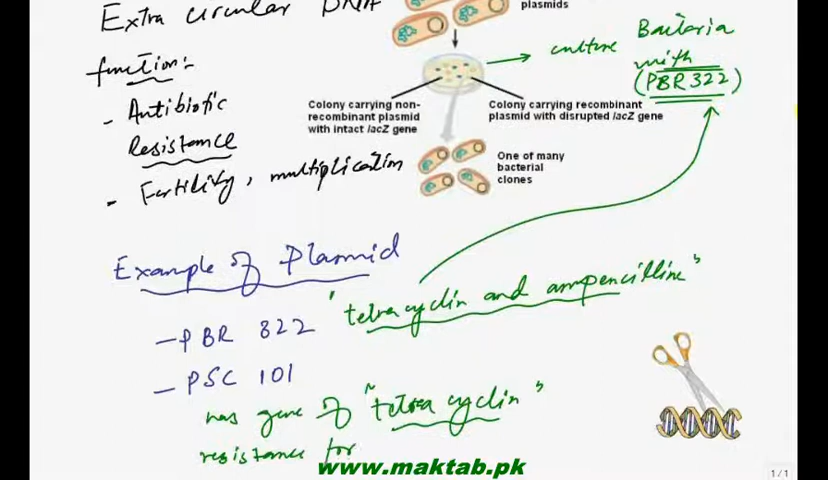 Extra circular DNA
plasmids
function:-
culture Bacteria
with
(PBR322)
- Antibiotic
Resistance
Colony carrying non-
recombinant plasmid
with intact lacZ gene
Colony carrying recombinant
plasmid with disrupted lacZ gene
- Fertility, multiplication
One of many
bacterial
clones
Example of Plasmid
- PBR 322
"tetracyclin and ampencilline"
- PSC 101
has gene of "tetracyclin"
resistance for
www.maktab.pk
1/1